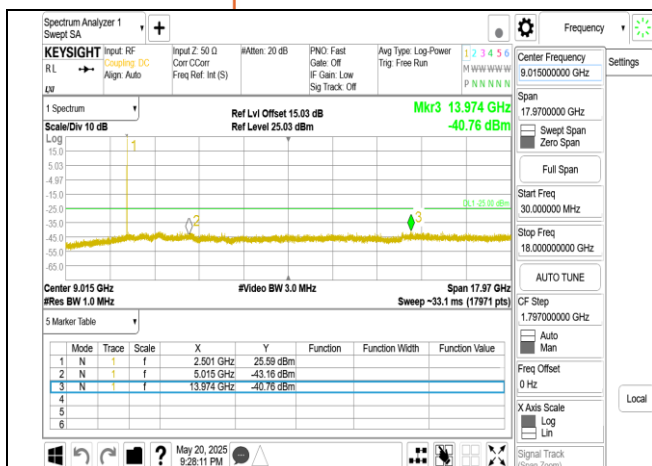 Spectrum Analyzer 1
Swept SA
Frequency
KEYSIGHT
RL
LXI
Input: RF
Coupling: DC
Align: Auto
Input Z: 50 Ω
Corr CCorr
Freq Ref: Int (S)
#Atten: 20 dB
PNO: Fast
Gate: Off
IF Gain: Low
Sig Track: Off
Avg Type: Log-Power
Trig: Free Run
1 2 3 4 5 6
M W W W W W
P N N N N N
1 Spectrum
Scale/Div 10 dB
Log
Ref Lvl Offset 15.03 dB
Ref Level 25.03 dBm
Mkr3 13.974 GHz
-40.76 dBm
15.0
5.03
-4.97
-15.0
-25.0
-35.0
-45.0
-55.0
-65.0
1
2
3
DL1 -25.00 dBm
Center 9.015 GHz
#Res BW 1.0 MHz
#Video BW 3.0 MHz
Span 17.97 GHz
Sweep ~33.1 ms (17971 pts)
5 Marker Table
Mode Trace Scale X Y Function Function Width Function Value
1 N 1 f 2.501 GHz 25.59 dBm
2 N 1 f 5.015 GHz -43.16 dBm
3 N 1 f 13.974 GHz -40.76 dBm
4
5
6
May 20, 2025
9:28:11 PM
Center Frequency
9.015000000 GHz
Span
17.9700000 GHz
Swept Span
Zero Span
Full Span
Start Freq
30.000000 MHz
Stop Freq
18.000000000 GHz
AUTO TUNE
CF Step
1.797000000 GHz
Auto
Man
Freq Offset
0 Hz
X Axis Scale
Log
Lin
Signal Track
(Span Zoom)
Settings
Local